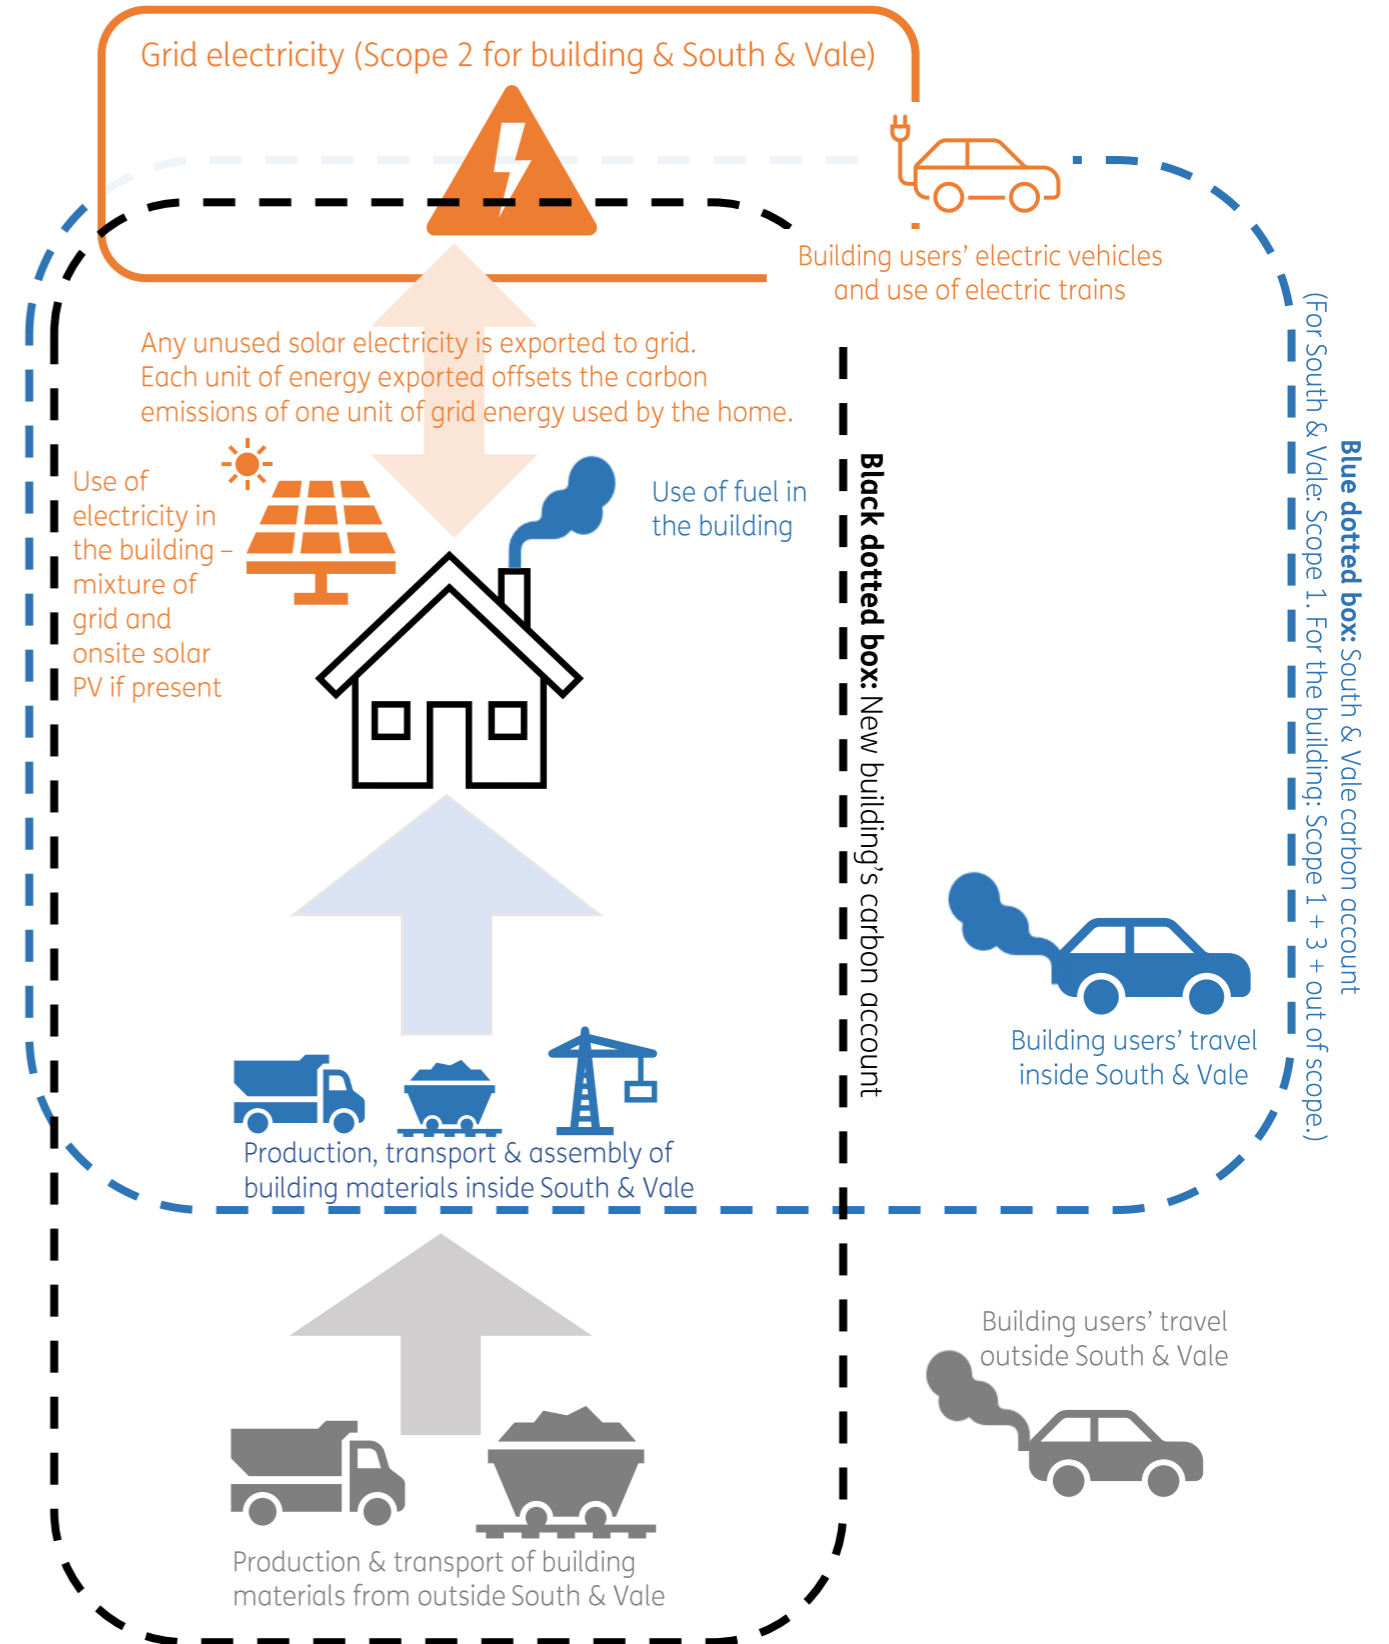 Grid electricity (Scope 2 for building & South & Vale)
Building users’ electric vehicles
and use of electric trains
Any unused solar electricity is exported to grid.
Each unit of energy exported offsets the carbon
emissions of one unit of grid energy used by the home.
Use of
electricity in
the building –
mixture of
grid and
onsite solar
PV if present
Use of fuel in
the building
Black dotted box: New building’s carbon account
Blue dotted box: South & Vale carbon account
(For South & Vale: Scope 1. For the building: Scope 1 + 3 + out of scope.)
Building users’ travel
inside South & Vale
Production, transport & assembly of
building materials inside South & Vale
Building users’ travel
outside South & Vale
Production & transport of building
materials from outside South & Vale